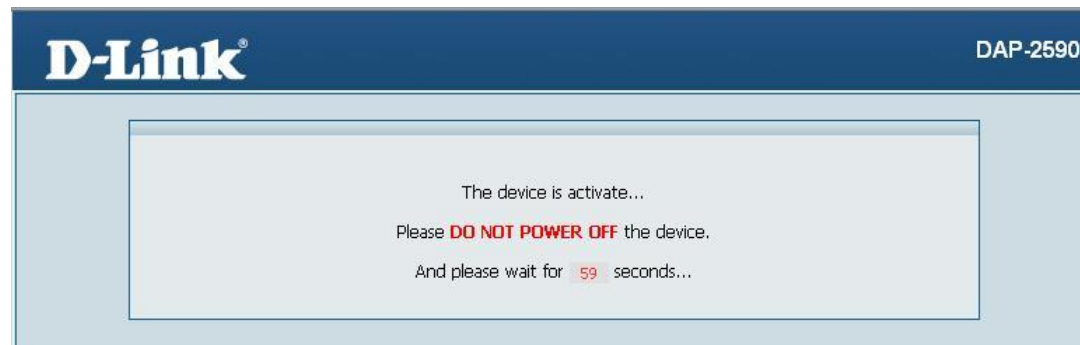 D-Link®
DAP-2590
The device is activate...
Please DO NOT POWER OFF the device.
And please wait for 59 seconds...